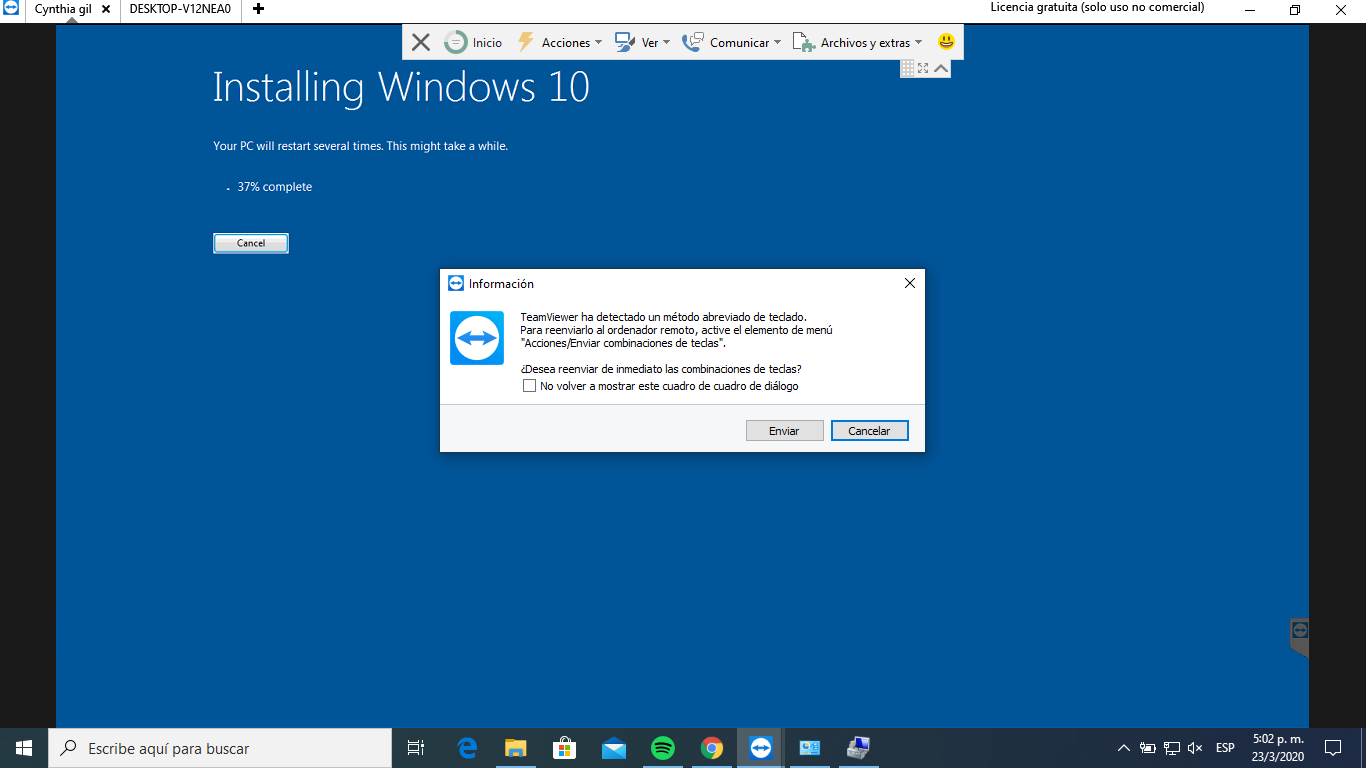 Cynthia gil
DESKTOP-V12NEA0
Licencia gratuita (solo uso no comercial)
Inicio
Acciones
Ver
Comunicar
Archivos y extras
Installing Windows 10
Your PC will restart several times. This might take a while.
37% complete
Cancel
Información
TeamViewer ha detectado un método abreviado de teclado.
Para reenviarlo al ordenador remoto, active el elemento de menú
"Acciones/Enviar combinaciones de teclas".
¿Desea reenviar de inmediato las combinaciones de teclas?
No volver a mostrar este cuadro de cuadro de diálogo
Enviar
Cancelar
Escribe aquí para buscar
ESP
5:02 p. m.
23/3/2020